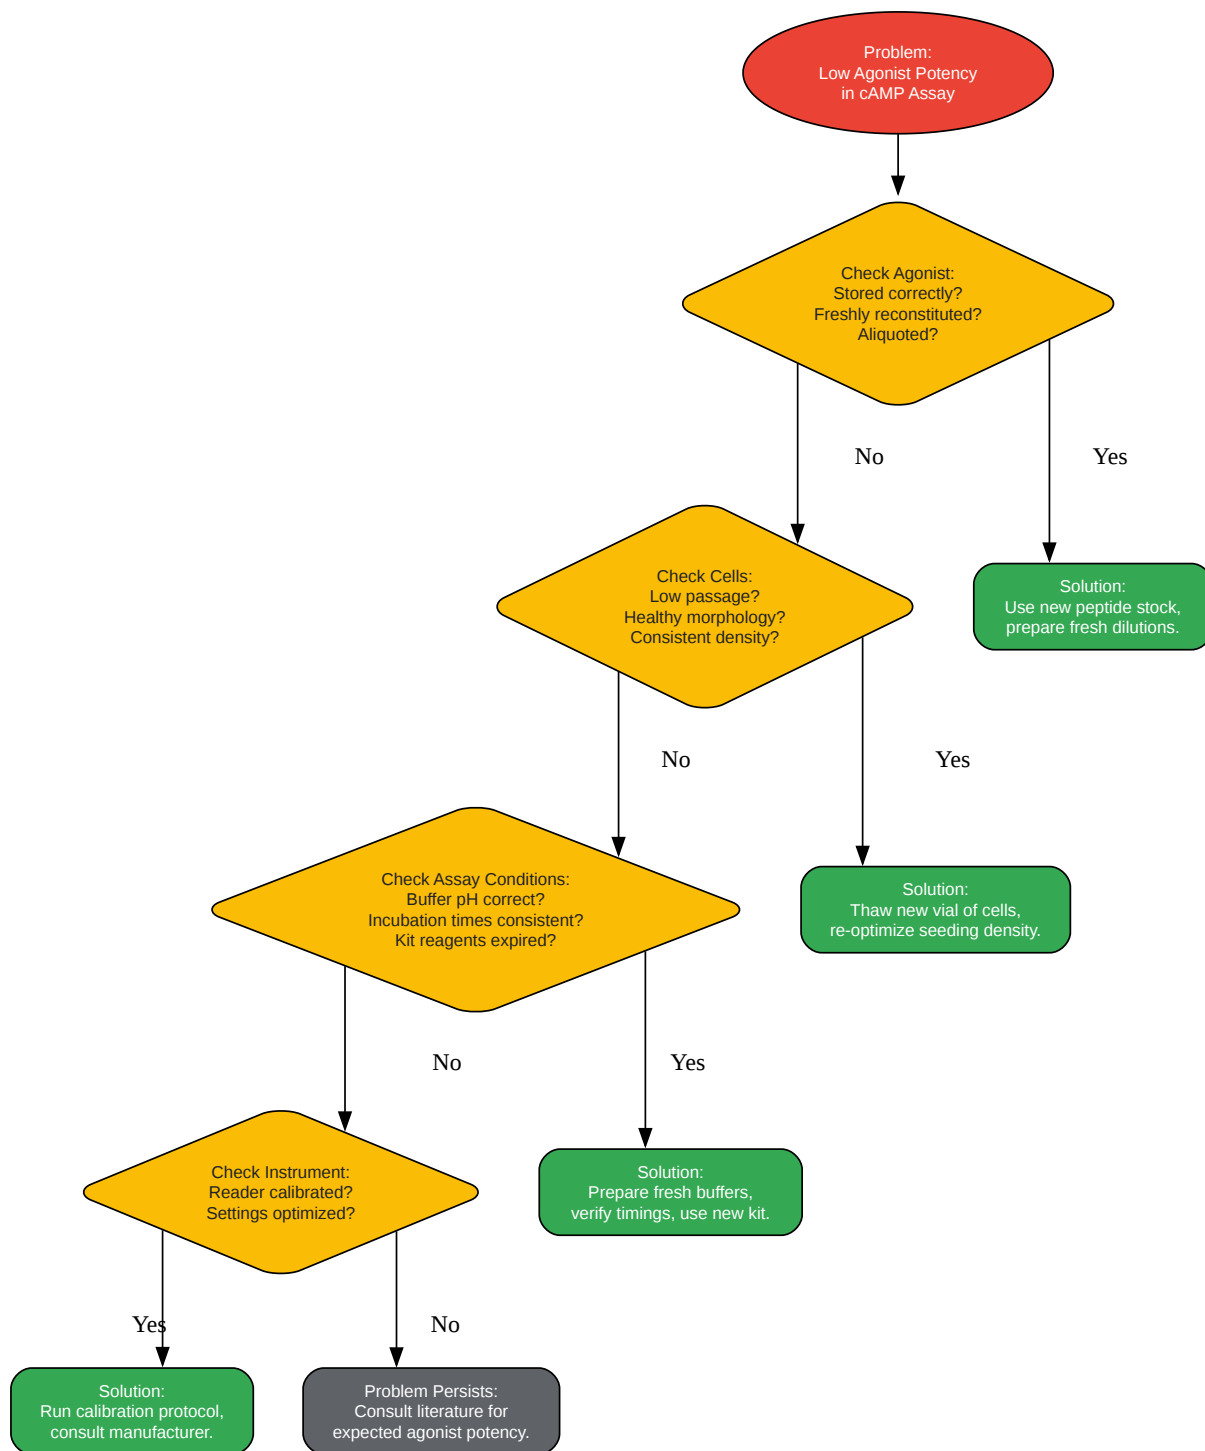 Problem:
Low Agonist Potency
in cAMP Assay
Check Agonist:
Stored correctly?
Freshly reconstituted?
Aliquoted?
No
Yes
Check Cells:
Low passage?
Healthy morphology?
Consistent density?
Solution:
Use new peptide stock,
prepare fresh dilutions.
No
Yes
Check Assay Conditions:
Buffer pH correct?
Incubation times consistent?
Kit reagents expired?
Solution:
Thaw new vial of cells,
re-optimize seeding density.
No
Yes
Check Instrument:
Reader calibrated?
Settings optimized?
Solution:
Prepare fresh buffers,
verify timings, use new kit.
Yes
No
Solution:
Run calibration protocol,
consult manufacturer.
Problem Persists:
Consult literature for
expected agonist potency.